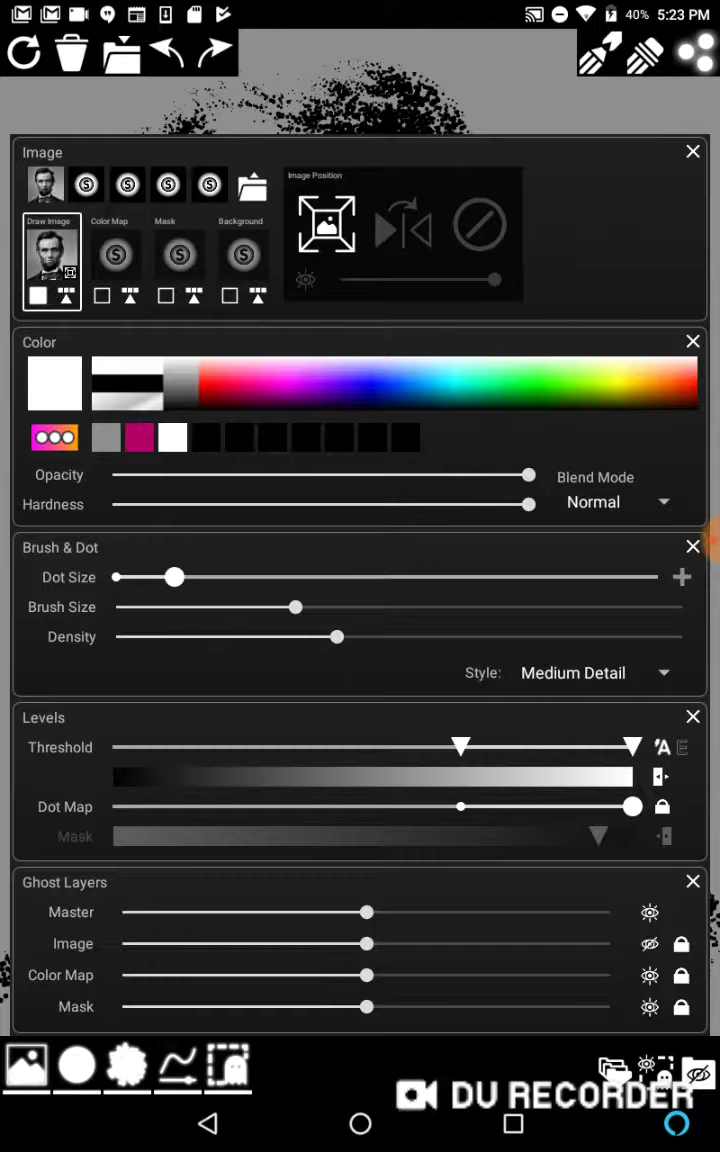 40% 5:23 PM
Image
Image Position
Draw Image Color Map Mask Background
S S S S
S S S
Color
Opacity
Blend Mode
Hardness
Normal
Brush & Dot
Dot Size
Brush Size
Density
Style: Medium Detail
Levels
Threshold
A E
Dot Map
Mask
Ghost Layers
Master
Image
Color Map
Mask
DU RECORDER